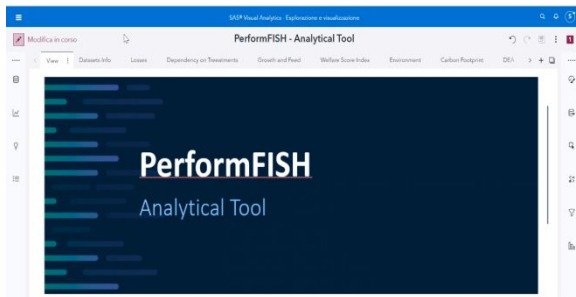 SAS® Visual Analytics - Esplorazione e visualizzazione
Modifica in corso
PerformFISH - Analytical Tool
View
Datasets info
Losses
Dependency on Treatments
Growth and Feed
Welfare Score Index
Environment
Carbon Footprint
DEA
PerformFISH
Analytical Tool